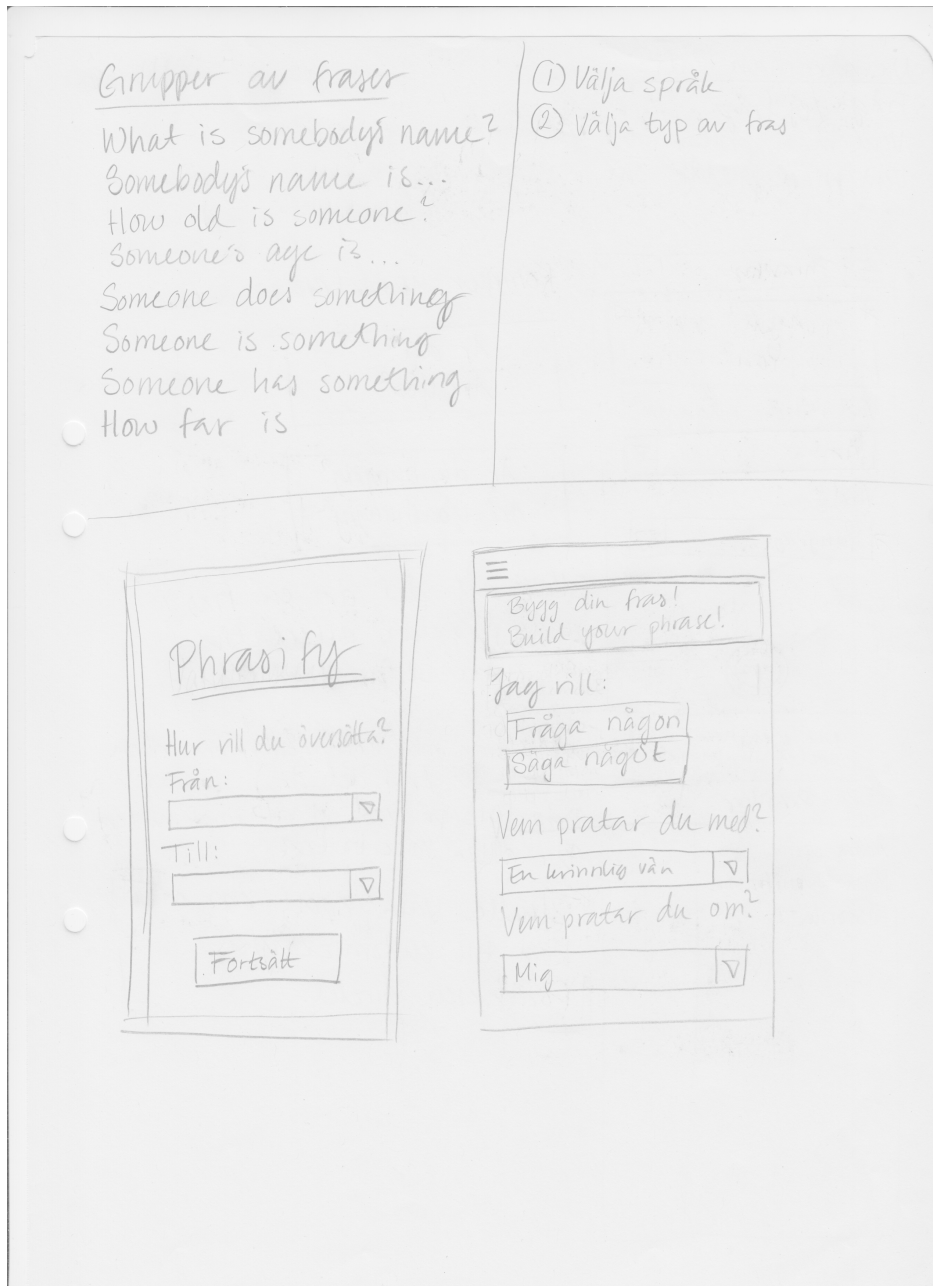 Grupper av fraser
What is somebody's name?
Somebody's name is...
How old is someone?
Someone's age is...
Someone does something
Someone is something
Someone has something
How far is
① Välja språk
② Välja typ av fras
Phrasify
Hur vill du översätta?
Från:
Till:
Fortsätt
Bygg din fras!
Build your phrase!
Jag vill:
Fråga någon
Säga något
Vem pratar du med?
En kvinnlig vän
Vem pratar du om?
Mig